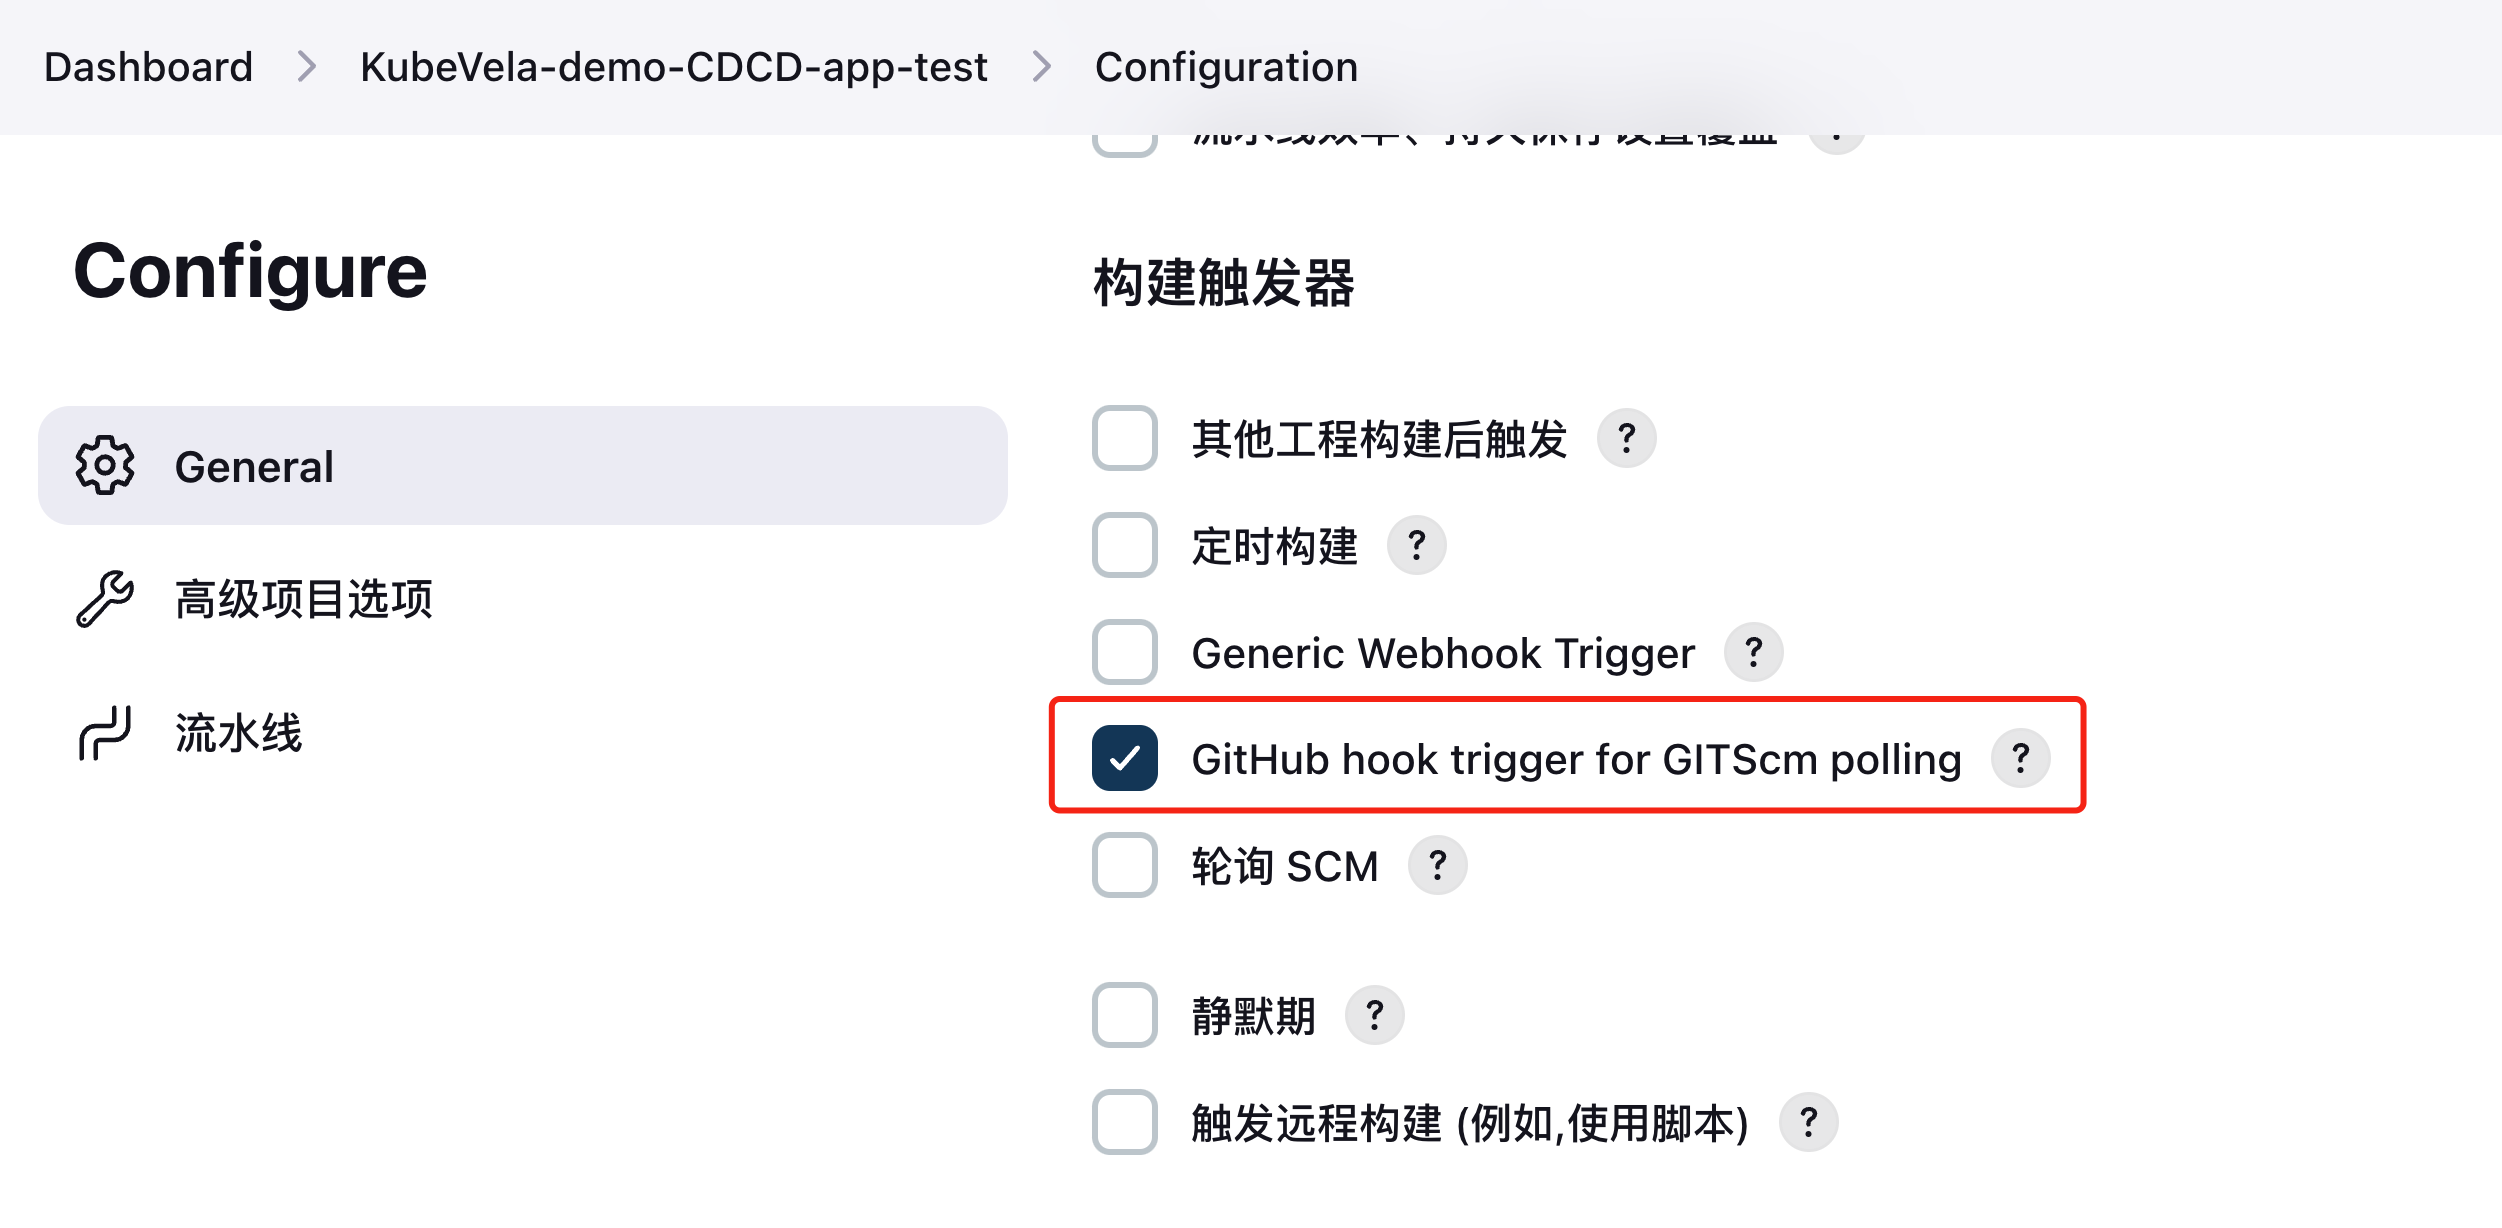 Dashboard > KubeVela-demo-CDCD-app-test > Configuration
Configure
General
高级项目选项
流水线
构建触发器
其他工程构建后触发 ?
定时构建 ?
Generic Webhook Trigger ?
GitHub hook trigger for GITScm polling ?
轮询 SCM ?
静默期 ?
触发远程构建 (例如,使用脚本) ?